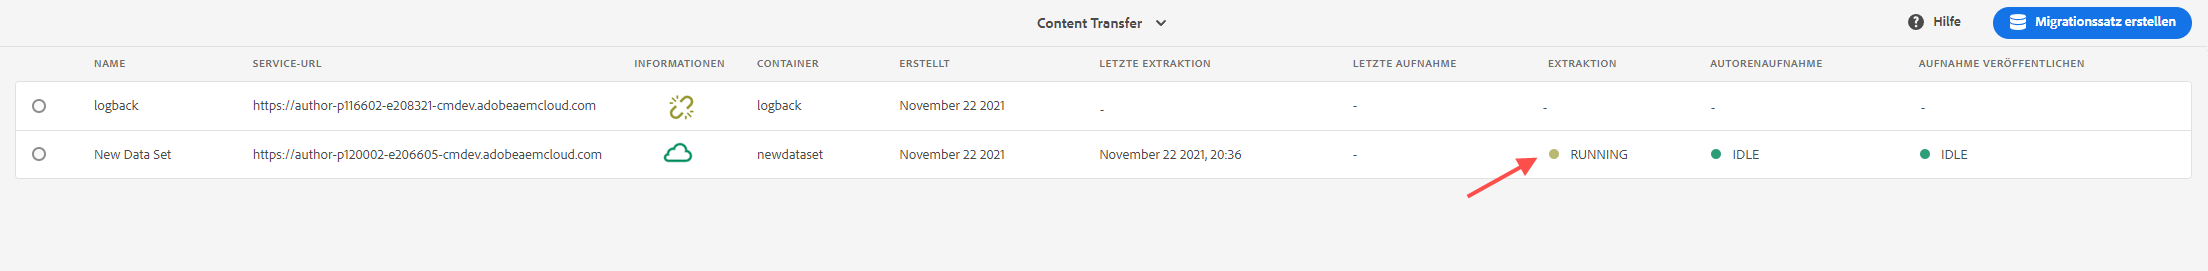 Content Transfer
Hilfe
Migrationssatz erstellen
NAME SERVICE-URL INFORMATIONEN CONTAINER ERSTELLT LETZTE EXTRAKTION LETZTE AUFNAHME EXTRAKTION AUTORENAUFNAHME AUFNAHME VERÖFFENTLICHEN
logback https://author-p116602-e208321-cmdev.adobeaemcloud.com logback November 22 2021 - - - - -
New Data Set https://author-p120002-e206605-cmdev.adobeaemcloud.com newdataset November 22 2021 November 22 2021, 20:36 - RUNNING IDLE IDLE